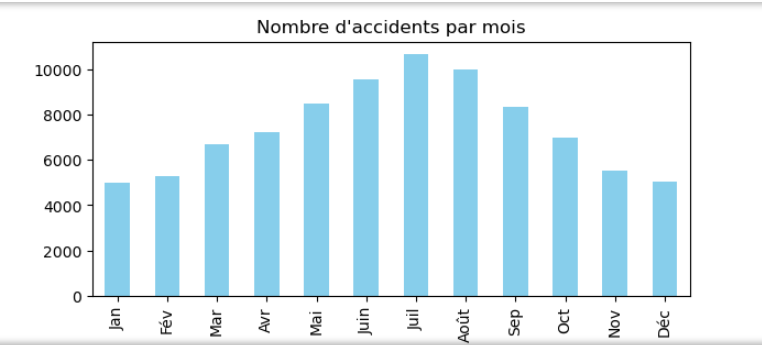 Nombre d'accidents par mois
10000
8000
6000
4000
2000
0
Jan
Fév
Mar
Avr
Mai
Juin
Juil
Août
Sep
Oct
Nov
Déc